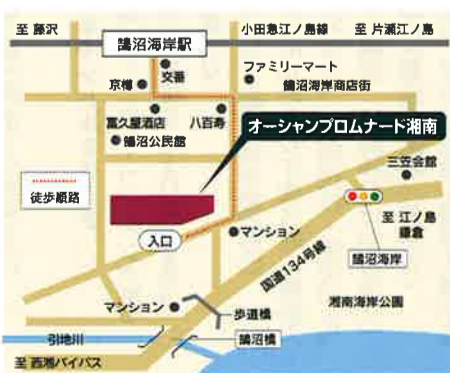 至 藤沢
鵠沼海岸駅
小田急江ノ島線
至 片瀬江ノ島
交番
ファミリーマート
京樽
鵠沼海岸商店街
富久屋酒店
八百寿
オーシャンプロムナード湘南
鵠沼公民館
三笠会館
徒歩順路
至 江ノ島
鎌倉
入口
マンション
鵠沼海岸
国道134号線
マンション
湘南海岸公園
歩道橋
引地川
鵠沼橋
至 西湘バイパス